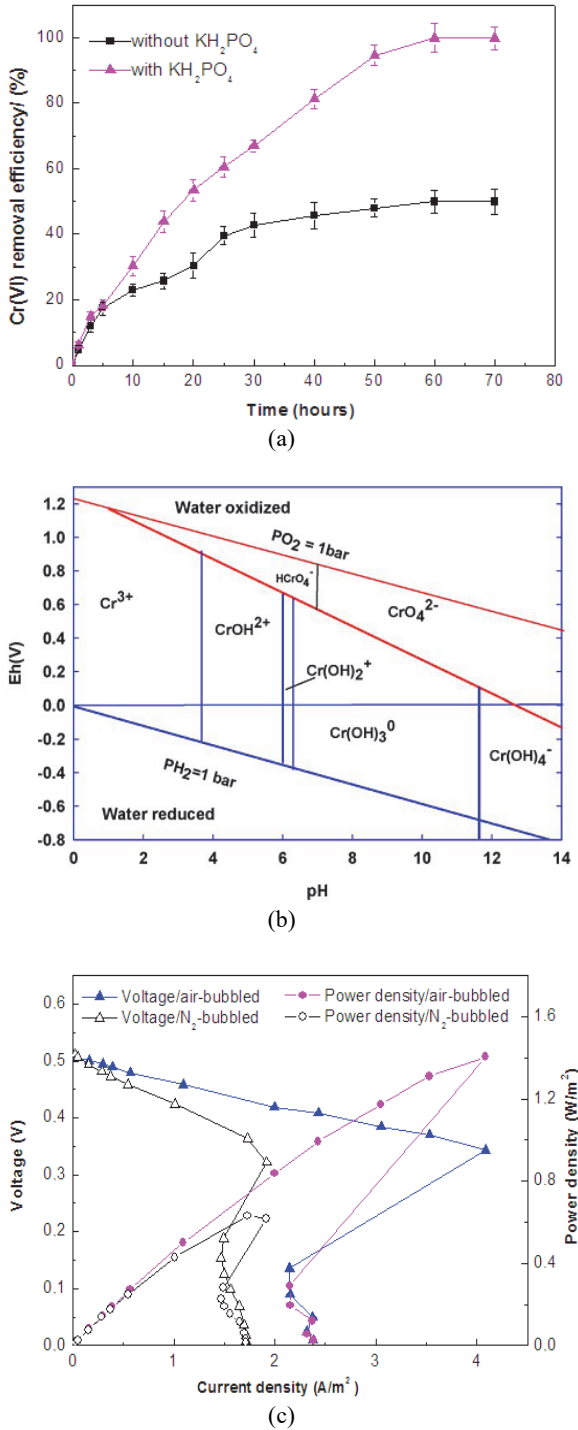 without KH₂PO₄
with KH₂PO₄
100
80
60
40
20
0
Cr(VI) removal efficiency/ (%)
0 10 20 30 40 50 60 70 80
Time (hours)
(a)
1.2
1.0
0.8
0.6
0.4
0.2
0.0
-0.2
-0.4
-0.6
-0.8
Eh(V)
Water oxidized
PO₂ = 1bar
HCrO₄⁻
CrO₄²⁻
Cr³⁺
CrOH²⁺
Cr(OH)₂⁺
Cr(OH)₃⁰
Cr(OH)₄⁻
PH₂=1 bar
Water reduced
0 2 4 6 8 10 12 14
pH
(b)
Voltage/air-bubbled Power density/air-bubbled
Voltage/N₂-bubbled Power density/N₂-bubbled
0.6
0.5
0.4
0.3
0.2
0.1
0.0
Voltage (V)
1.6
1.2
0.8
0.4
0.0
Power density (W/m²)
0 1 2 3 4
Current density (A/m²)
(c)